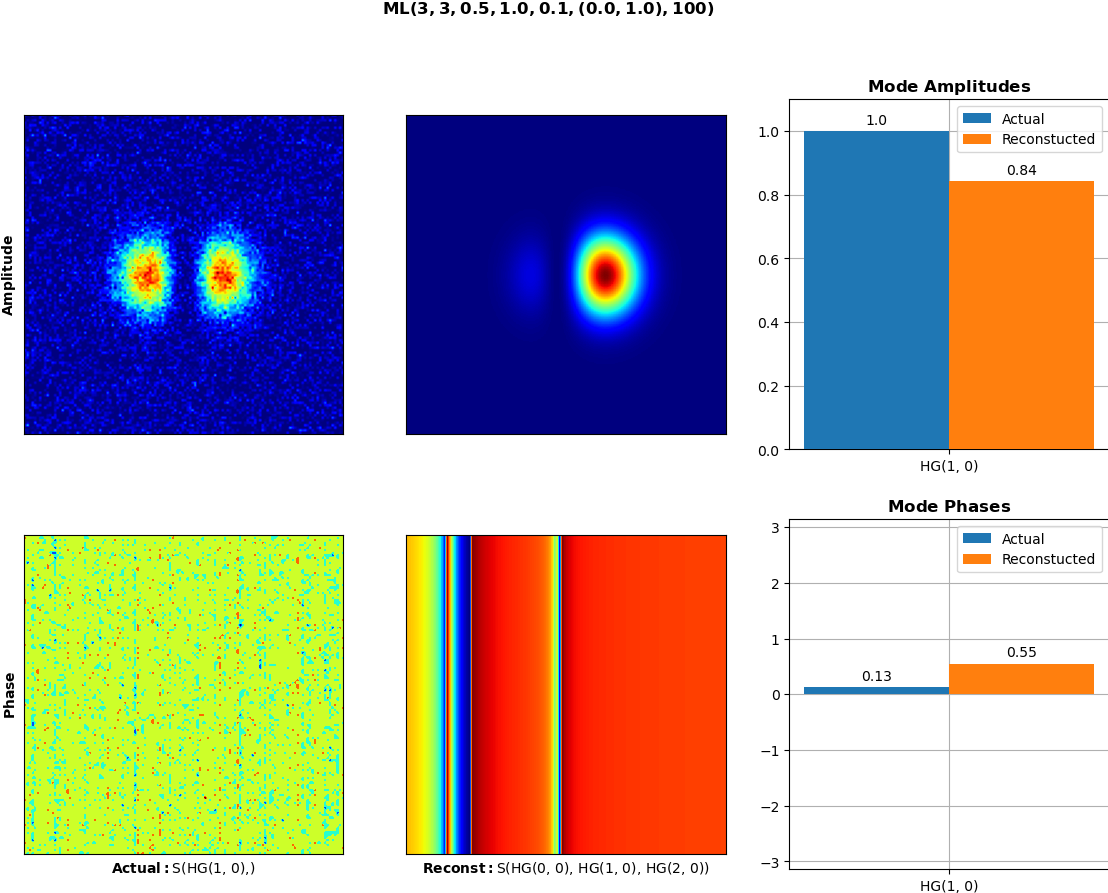 ML(3, 3, 0.5, 1.0, 0.1, (0.0, 1.0), 100)
Amplitude
Mode Amplitudes
Actual
Reconstucted
1.0
0.84
1.0
0.8
0.6
0.4
0.2
0.0
HG(1, 0)
Phase
Actual: S(HG(1, 0),)
Reconst: S(HG(0, 0), HG(1, 0), HG(2, 0))
Mode Phases
Actual
Reconstucted
0.13
0.55
3
2
1
0
−1
−2
−3
HG(1, 0)